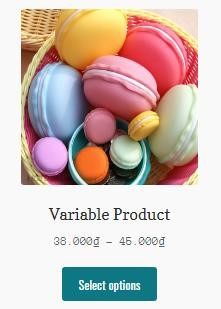 Variable Product
38.000₫ – 45.000₫
Select options